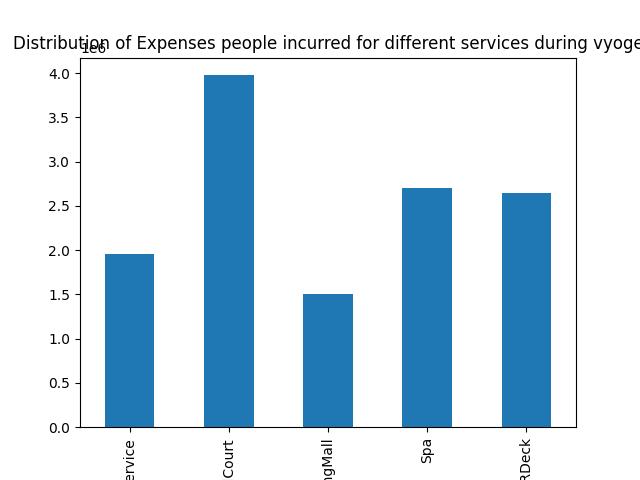 Distribution of Expenses people incurred for different services during vyoge
1e6
4.0
3.5
3.0
2.5
2.0
1.5
1.0
0.5
0.0
ervice
Court
ngMall
Spa
RDeck